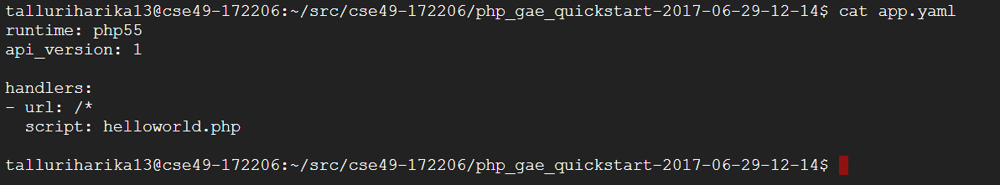 talluriharika13@cse49-172206:~/src/cse49-172206/php_gae_quickstart-2017-06-29-12-14$ cat app.yaml
runtime: php55
api_version: 1
handlers:
- url: /*
  script: helloworld.php
talluriharika13@cse49-172206:~/src/cse49-172206/php_gae_quickstart-2017-06-29-12-14$